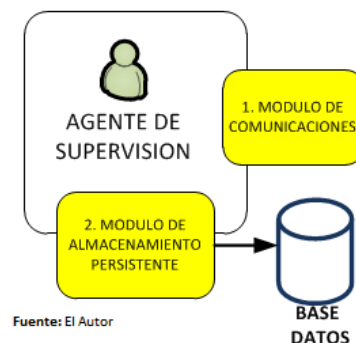 AGENTE DE
SUPERVISION
1. MODULO DE
COMUNICACIONES
2. MODULO DE
ALMACENAMIENTO
PERSISTENTE
BASE
DATOS
Fuente: El Autor